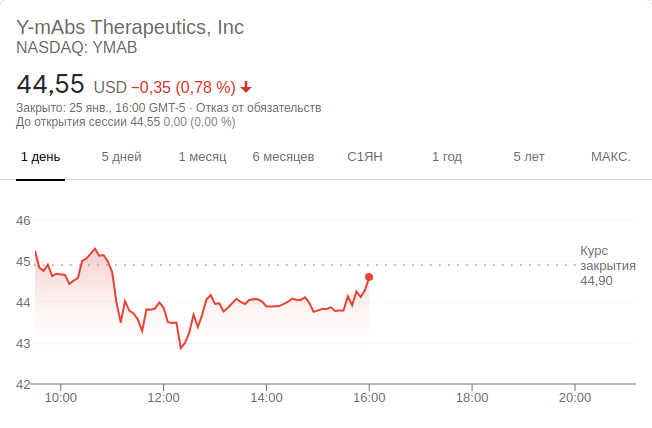 Y-mAbs Therapeutics, Inc
NASDAQ: YMAB
44,55 USD −0,35 (0,78 %)
Закрыто: 25 янв., 16:00 GMT-5 · Отказ от обязательств
До открытия сессии 44,55 0,00 (0,00 %)
1 день 5 дней 1 месяц 6 месяцев С1ЯН 1 год 5 лет МАКС.
46
45
44
43
42
Курс
закрытия
44,90
10:00 12:00 14:00 16:00 18:00 20:00